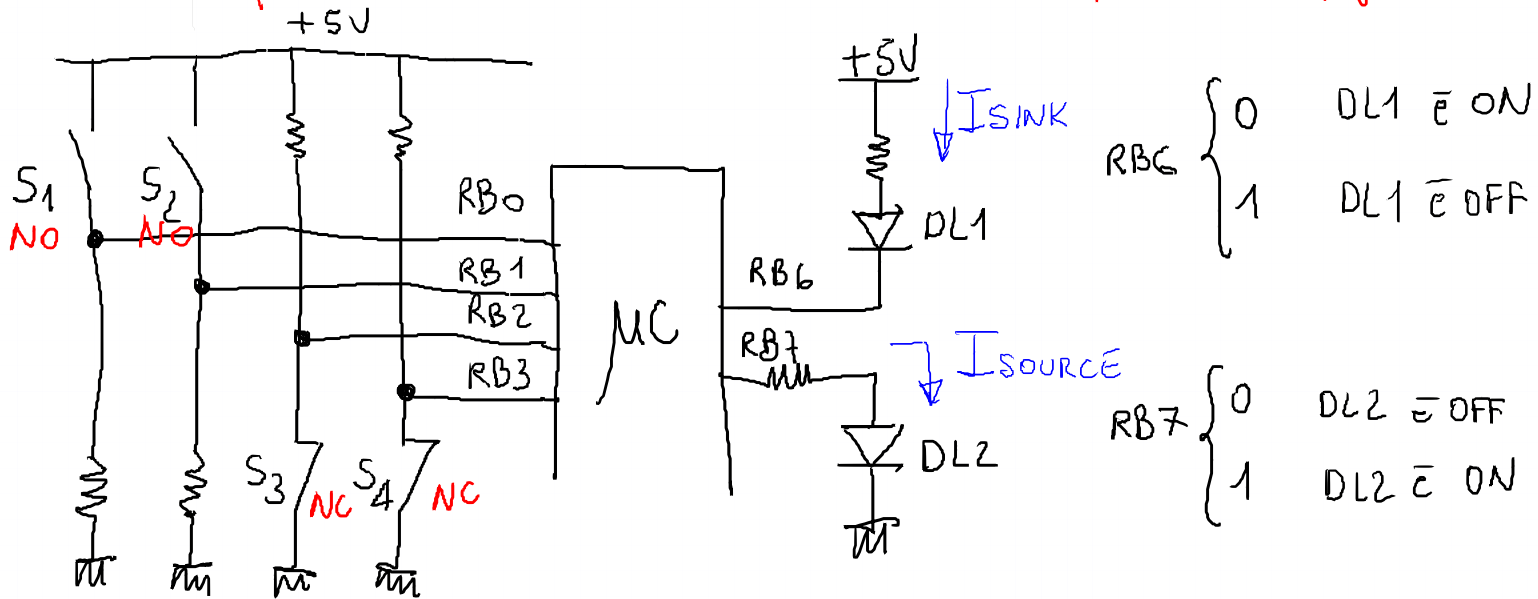 +5V
S1
NO
S2
NO
RB0
RB1
RB2
RB3
S3
NC
S4
NC
μC
RB6
RB7
+5V
ISINK
DL1
ISOURCE
DL2
RB6 { 0 DL1 ē ON
1 DL1 ē OFF
RB7 { 0 DL2 ē OFF
1 DL2 ē ON